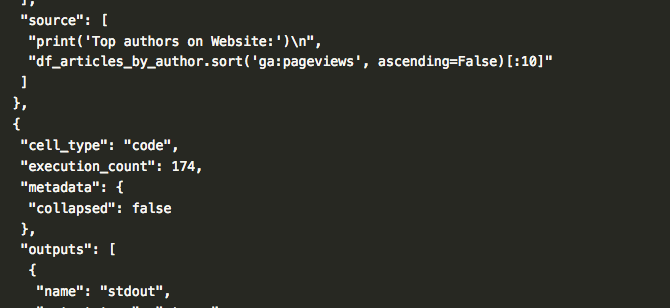 ],
"source": [
"print('Top authors on Website:')\n",
"df_articles_by_author.sort('ga:pageviews', ascending=False)[:10]"
]
},
{
"cell_type": "code",
"execution_count": 174,
"metadata": {
"collapsed": false
},
"outputs": [
{
"name": "stdout",